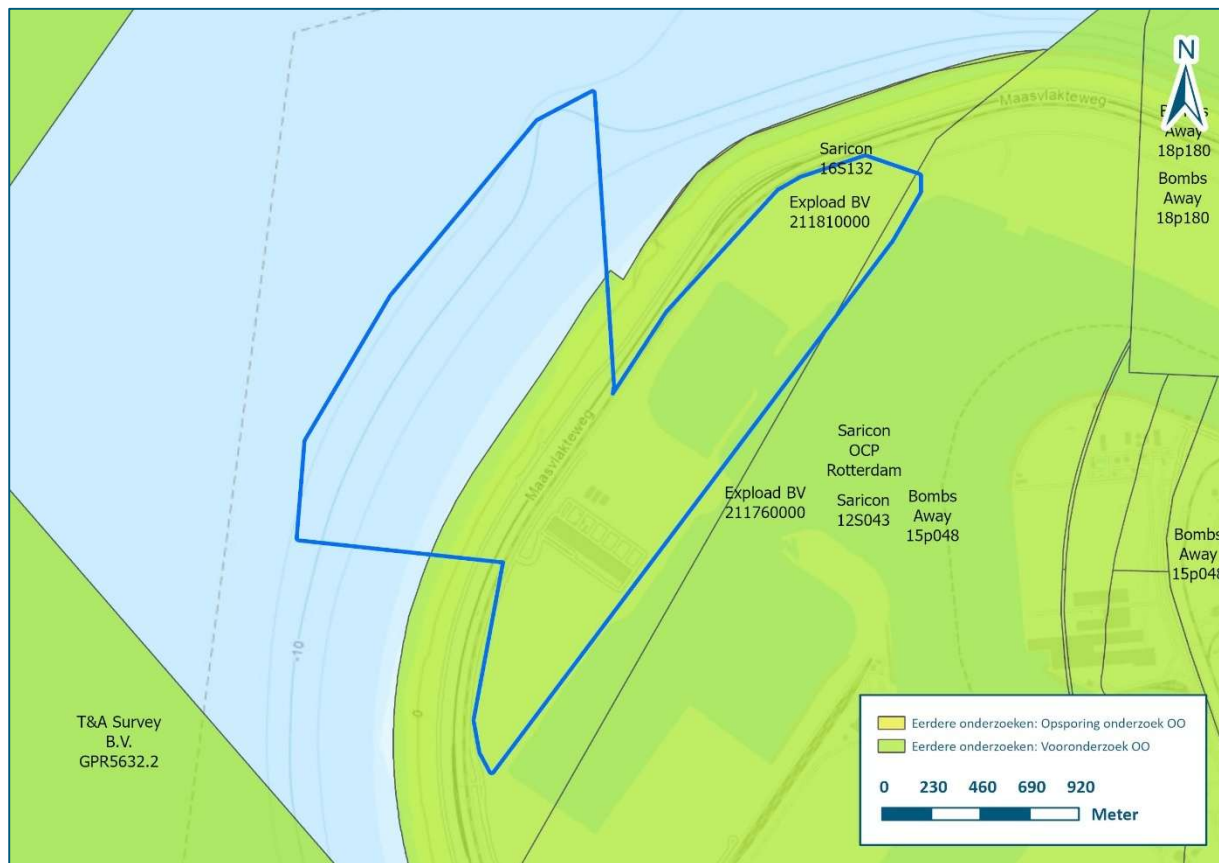 N
Maasvlakteweg
Saricon
16S132
Expload BV
211810000
Bombs
Away
18p180
Bombs
Away
18p180
Maasvlakteweg
Saricon
OCP
Rotterdam
Expload BV
211760000
Saricon
12S043
Bombs
Away
15p048
Bombs
Away
15p048
-10
0
T&A Survey
B.V.
GPR5632.2
Eerdere onderzoeken: Opsporing onderzoek OO
Eerdere onderzoeken: Vooronderzoek OO
0 230 460 690 920
Meter